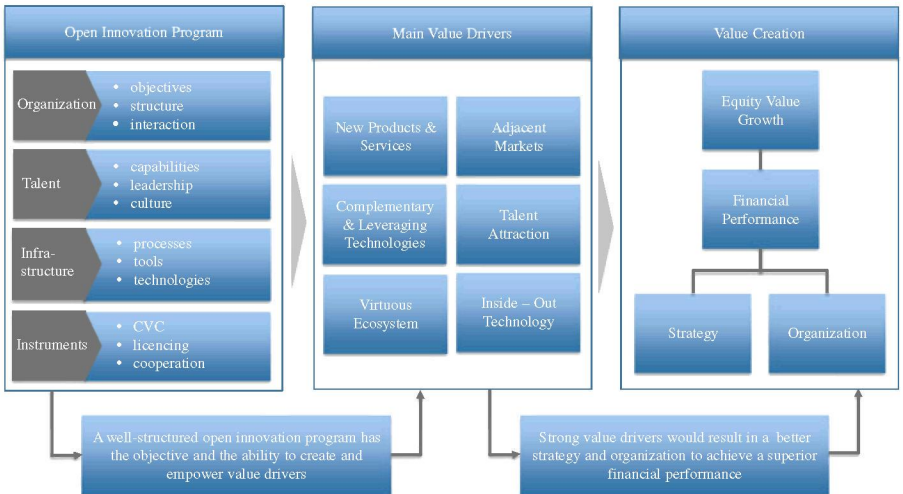 Open Innovation Program
Organization
• objectives
• structure
• interaction
Talent
• capabilities
• leadership
• culture
Infra-
structure
• processes
• tools
• technologies
Instruments
• CVC
• licencing
• cooperation
Main Value Drivers
New Products &
Services
Adjacent
Markets
Complementary
& Leveraging
Technologies
Talent
Attraction
Virtuous
Ecosystem
Inside – Out
Technology
Value Creation
Equity Value
Growth
Financial
Performance
Strategy
Organization
A well-structured open innovation program has
the objective and the ability to create and
empower value drivers
Strong value drivers would result in a better
strategy and organization to achieve a superior
financial performance